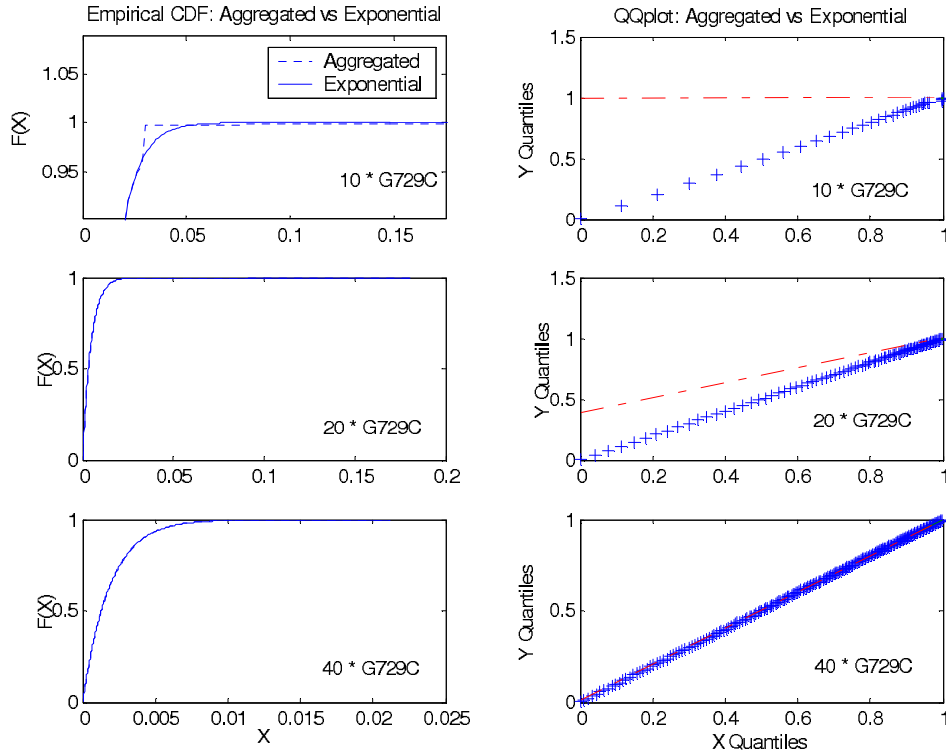 Empirical CDF: Aggregated vs Exponential
1.05
1
0.95
F(X)
Aggregated
Exponential
10 * G729C
0 0.05 0.1 0.15
QQplot: Aggregated vs Exponential
1.5
1
0.5
0
Y Quantiles
10 * G729C
0 0.2 0.4 0.6 0.8 1
1
0.5
0
F(X)
20 * G729C
0 0.05 0.1 0.15 0.2
1.5
1
0.5
0
Y Quantiles
20 * G729C
0 0.2 0.4 0.6 0.8 1
1
0.5
0
F(X)
40 * G729C
0 0.005 0.01 0.015 0.02 0.025
X
1.5
1
0.5
0
Y Quantiles
40 * G729C
0 0.2 0.4 0.6 0.8 1
X Quantiles